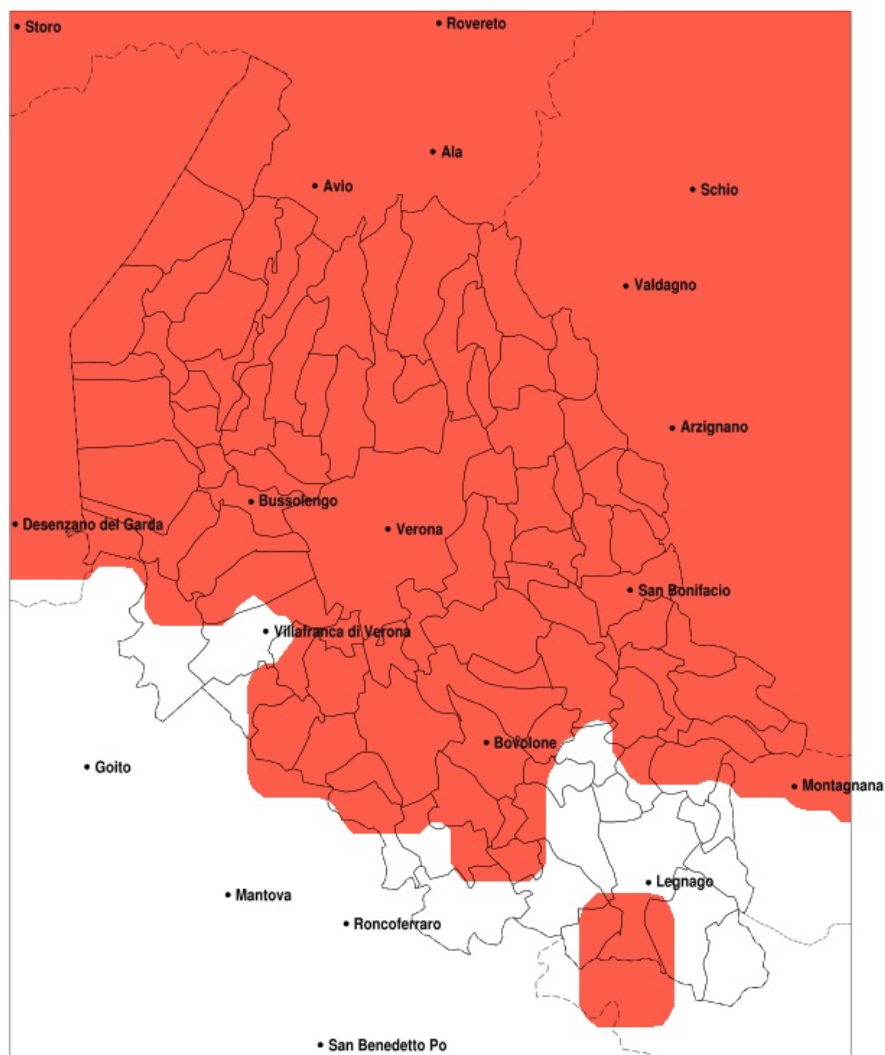 Storo
Rovereto
Ala
Avio
Schio
Valdagno
Arzignano
Bussolengo
Desenzano del Garda
Verona
San Bonifacio
Villafranca di Verona
Bovolone
Goito
Montagnana
Legnago
Mantova
Roncoferraro
San Benedetto Po